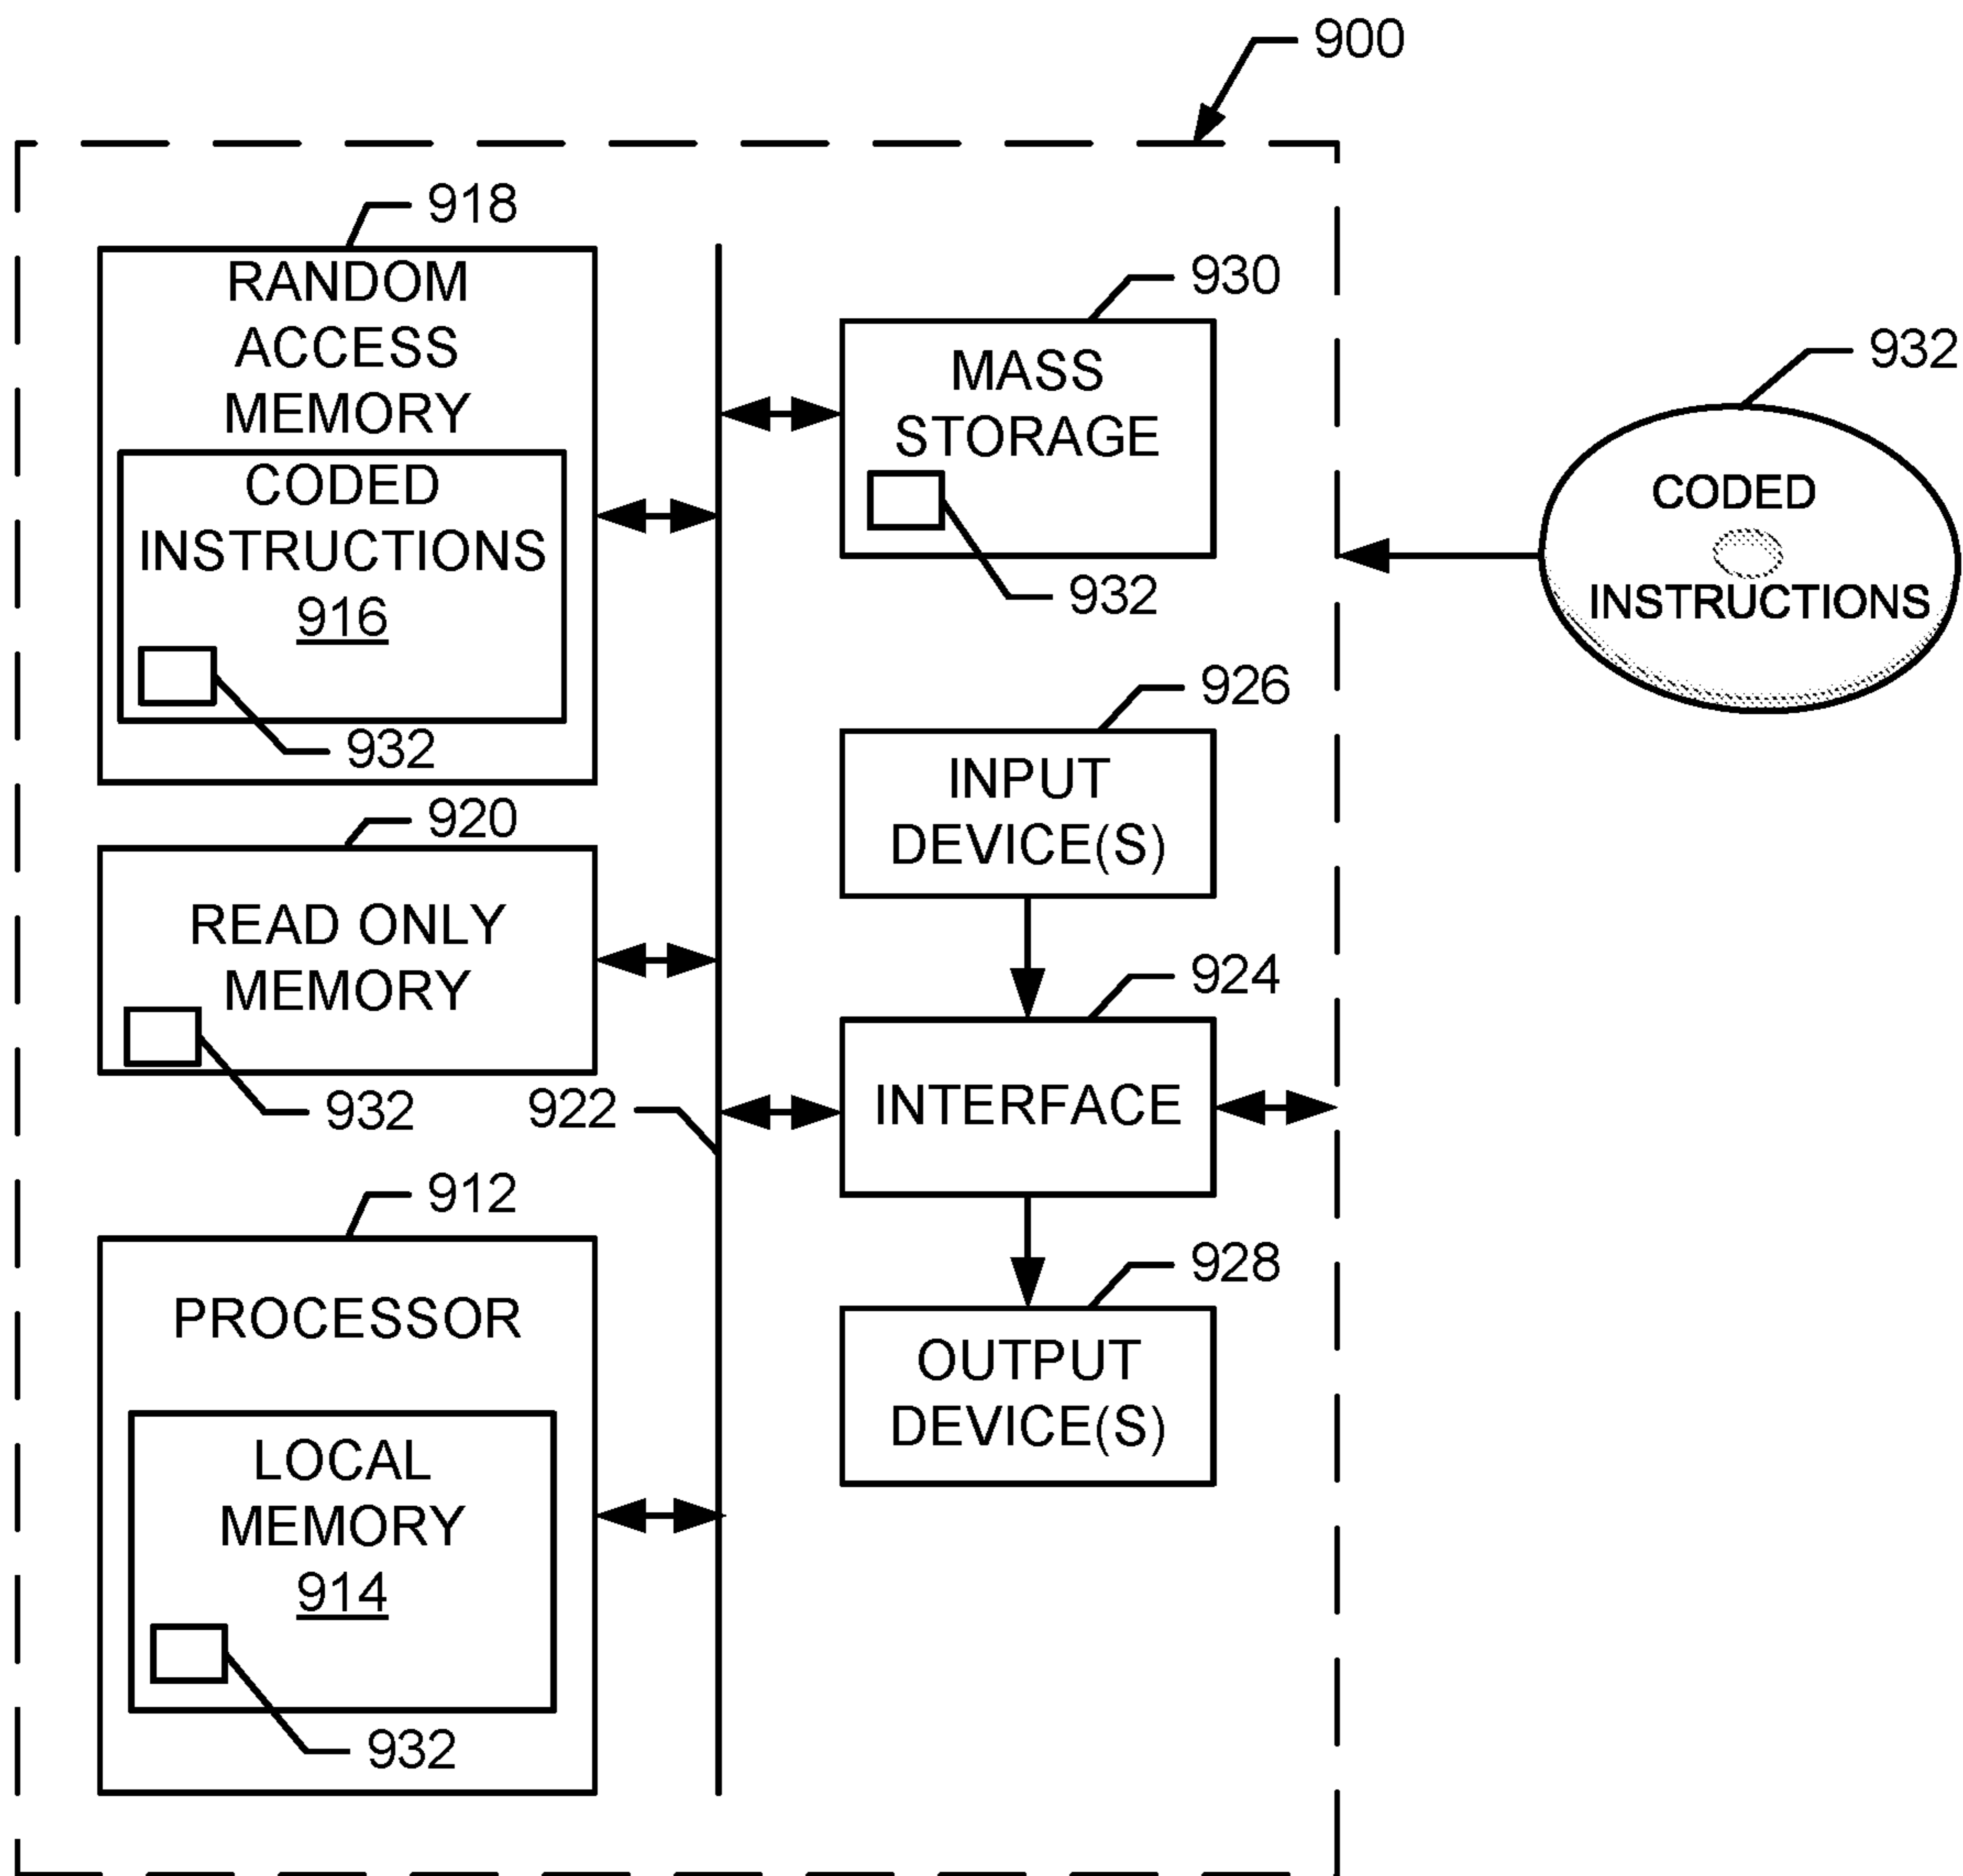 900
918
RANDOM
ACCESS
MEMORY
CODED
INSTRUCTIONS
916
932
920
READ ONLY
MEMORY
932
922
912
PROCESSOR
LOCAL
MEMORY
914
932
930
MASS
STORAGE
932
926
INPUT
DEVICE(S)
924
INTERFACE
928
OUTPUT
DEVICE(S)
932
CODED
INSTRUCTIONS